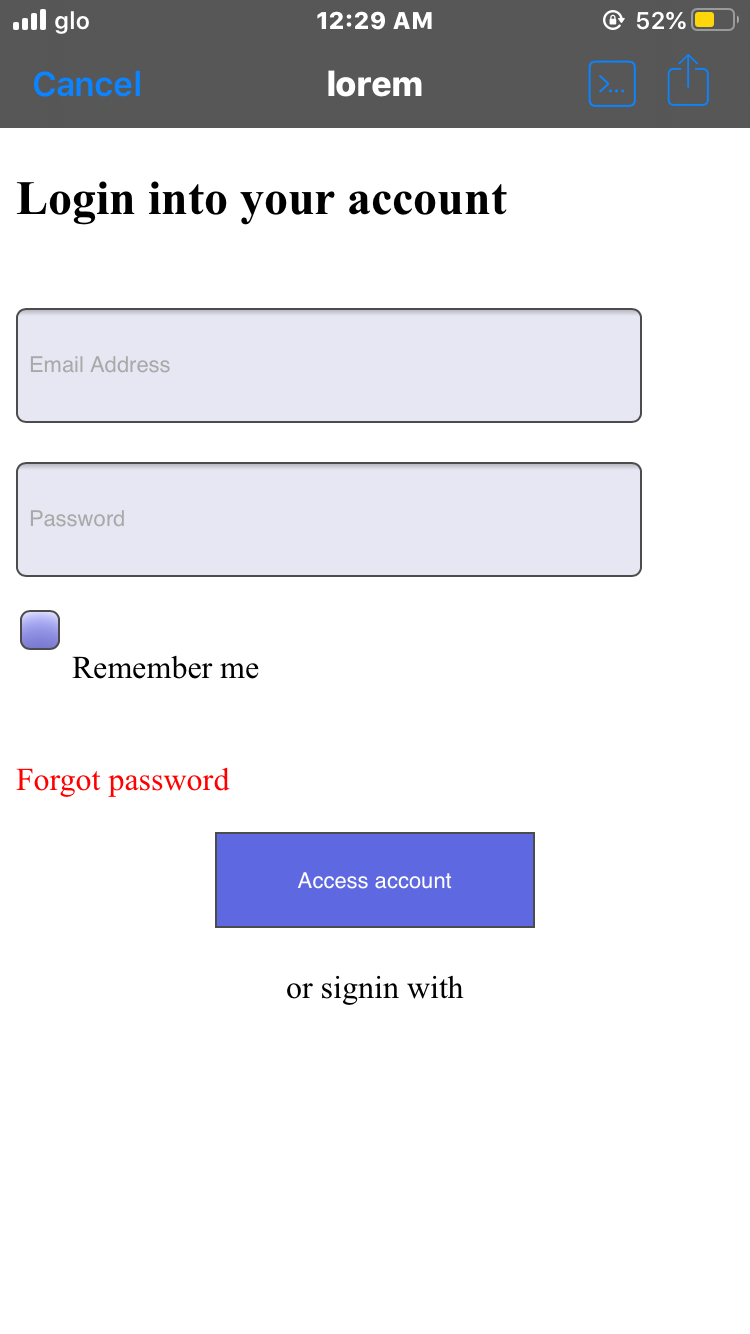 glo 12:29 AM 52%
Cancel lorem >...
Login into your account
Email Address
Password
Remember me
Forgot password
Access account
or signin with